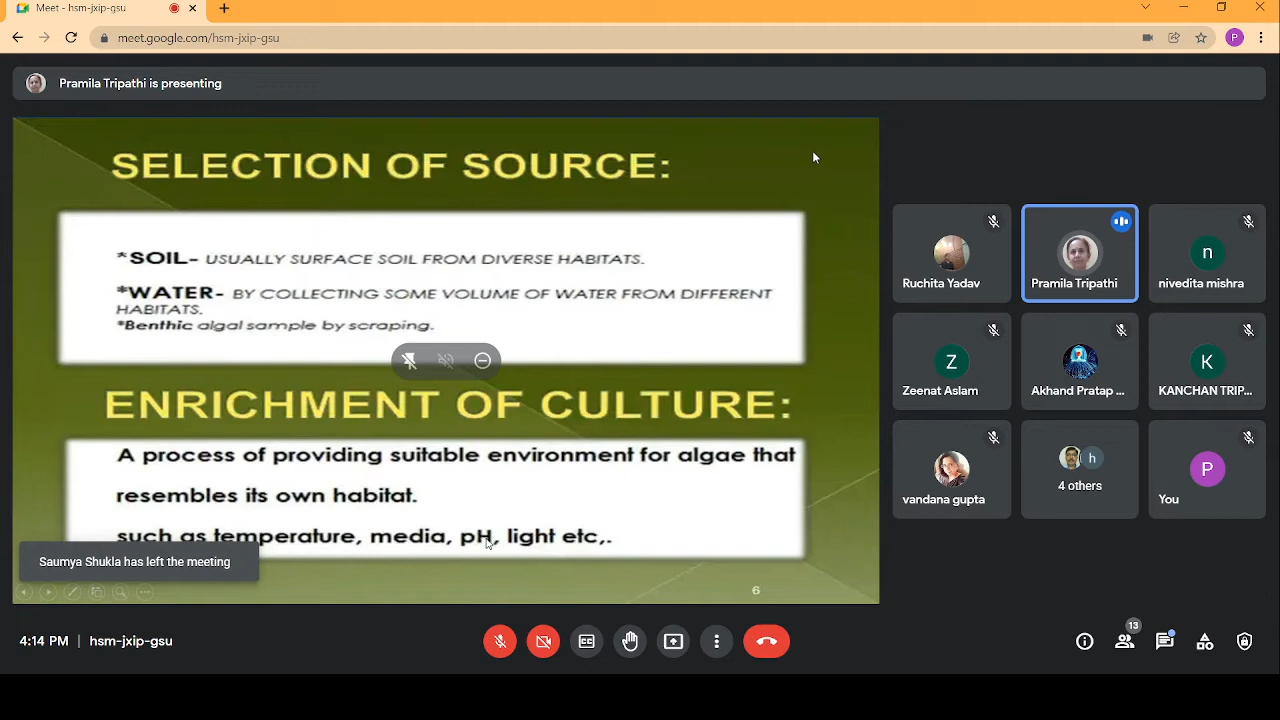 Meet - hsm-jxip-gsu
meet.google.com/hsm-jxip-gsu
P
Pramila Tripathi is presenting
SELECTION OF SOURCE:
*SOIL- USUALLY SURFACE SOIL FROM DIVERSE HABITATS.
*WATER- BY COLLECTING SOME VOLUME OF WATER FROM DIFFERENT
HABITATS.
*Benthic algal sample by scraping.
ENRICHMENT OF CULTURE:
A process of providing suitable environment for algae that
resembles its own habitat.
such as temperature, media, pH, light etc,.
6
Saumya Shukla has left the meeting
Ruchita Yadav
Pramila Tripathi
n
nivedita mishra
Z
Zeenat Aslam
Akhand Pratap ...
K
KANCHAN TRIP...
vandana gupta
h
4 others
P
You
4:14 PM | hsm-jxip-gsu
13